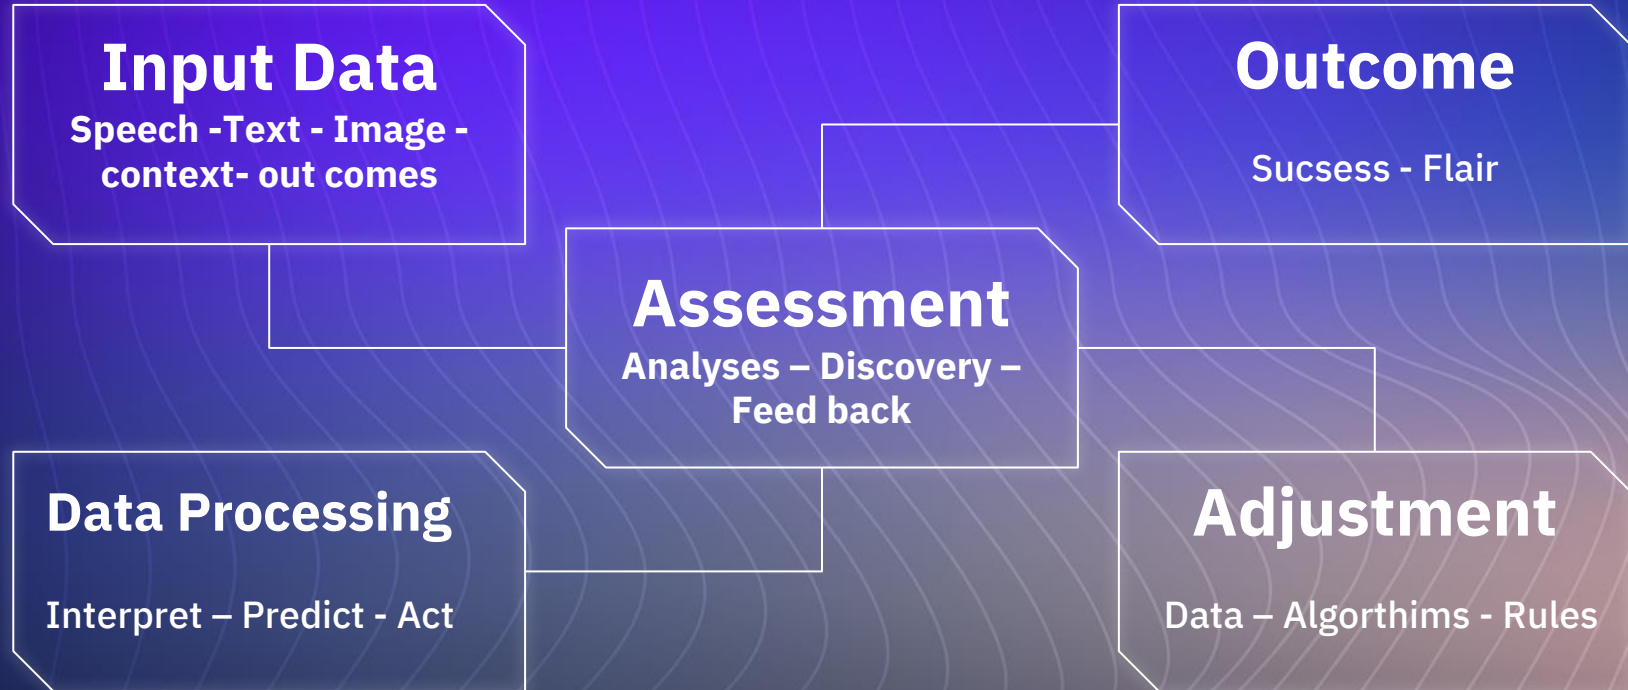 Input Data
Speech -Text - Image -
context- out comes
Outcome
Sucsess - Flair
Assessment
Analyses – Discovery –
Feed back
Data Processing
Interpret – Predict - Act
Adjustment
Data – Algorthims - Rules